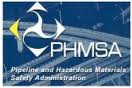 PHMSA
Pipeline and Hazardous Materials
Safety Administration